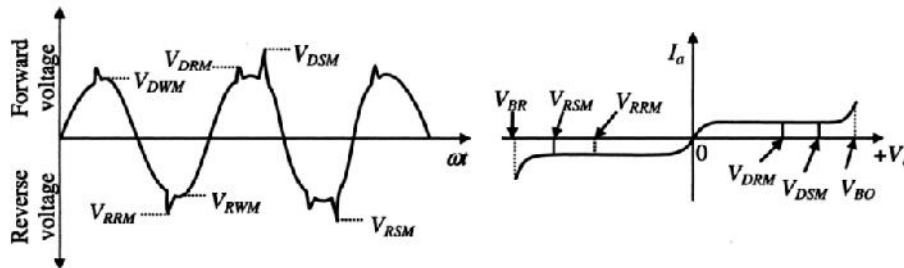 Forward voltage
Reverse voltage
V_DWM
V_DRM
V_DSM
V_RRM
V_RWM
V_RSM
ωt
I_a
V_BR
V_RSM
V_RRM
0
V_DRM
V_DSM
V_BO